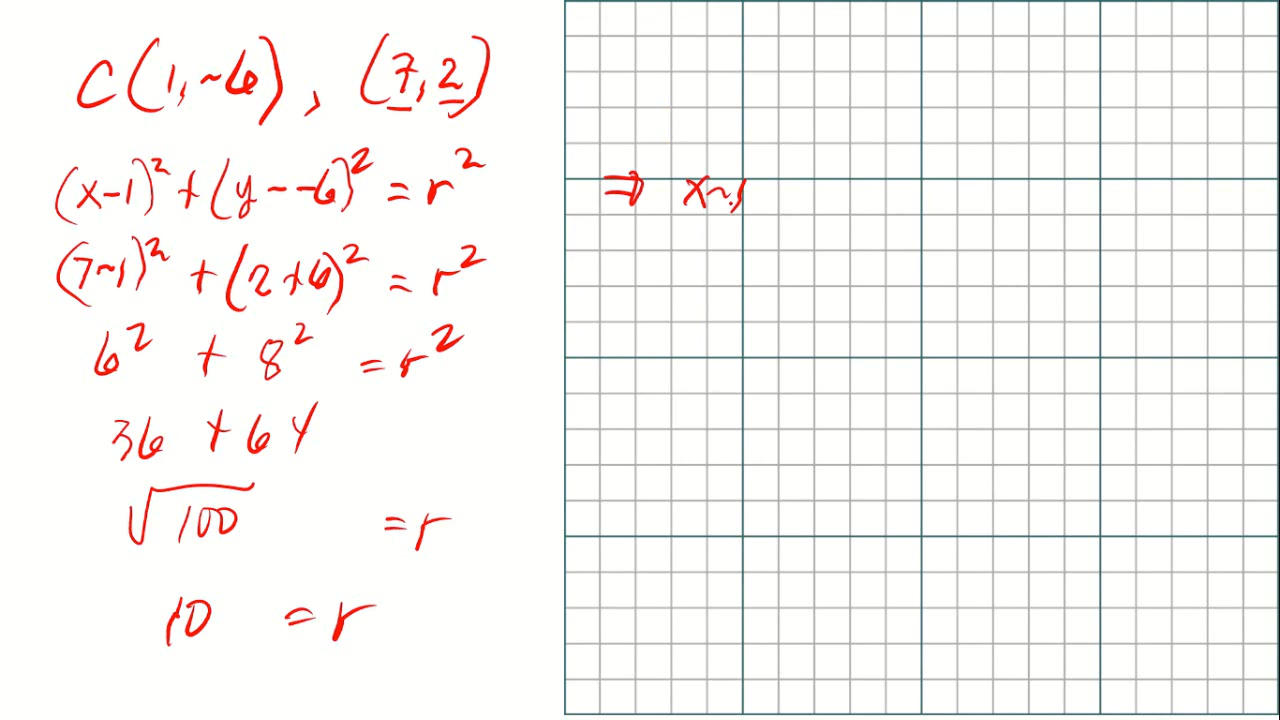 C(1, -6), (7, 2)
(x-1)² + (y - -6)² = r²
⇒ x-1
(7-1)² + (2+6)² = r²
6² + 8² = r²
36 + 64
√100 = r
10 = r